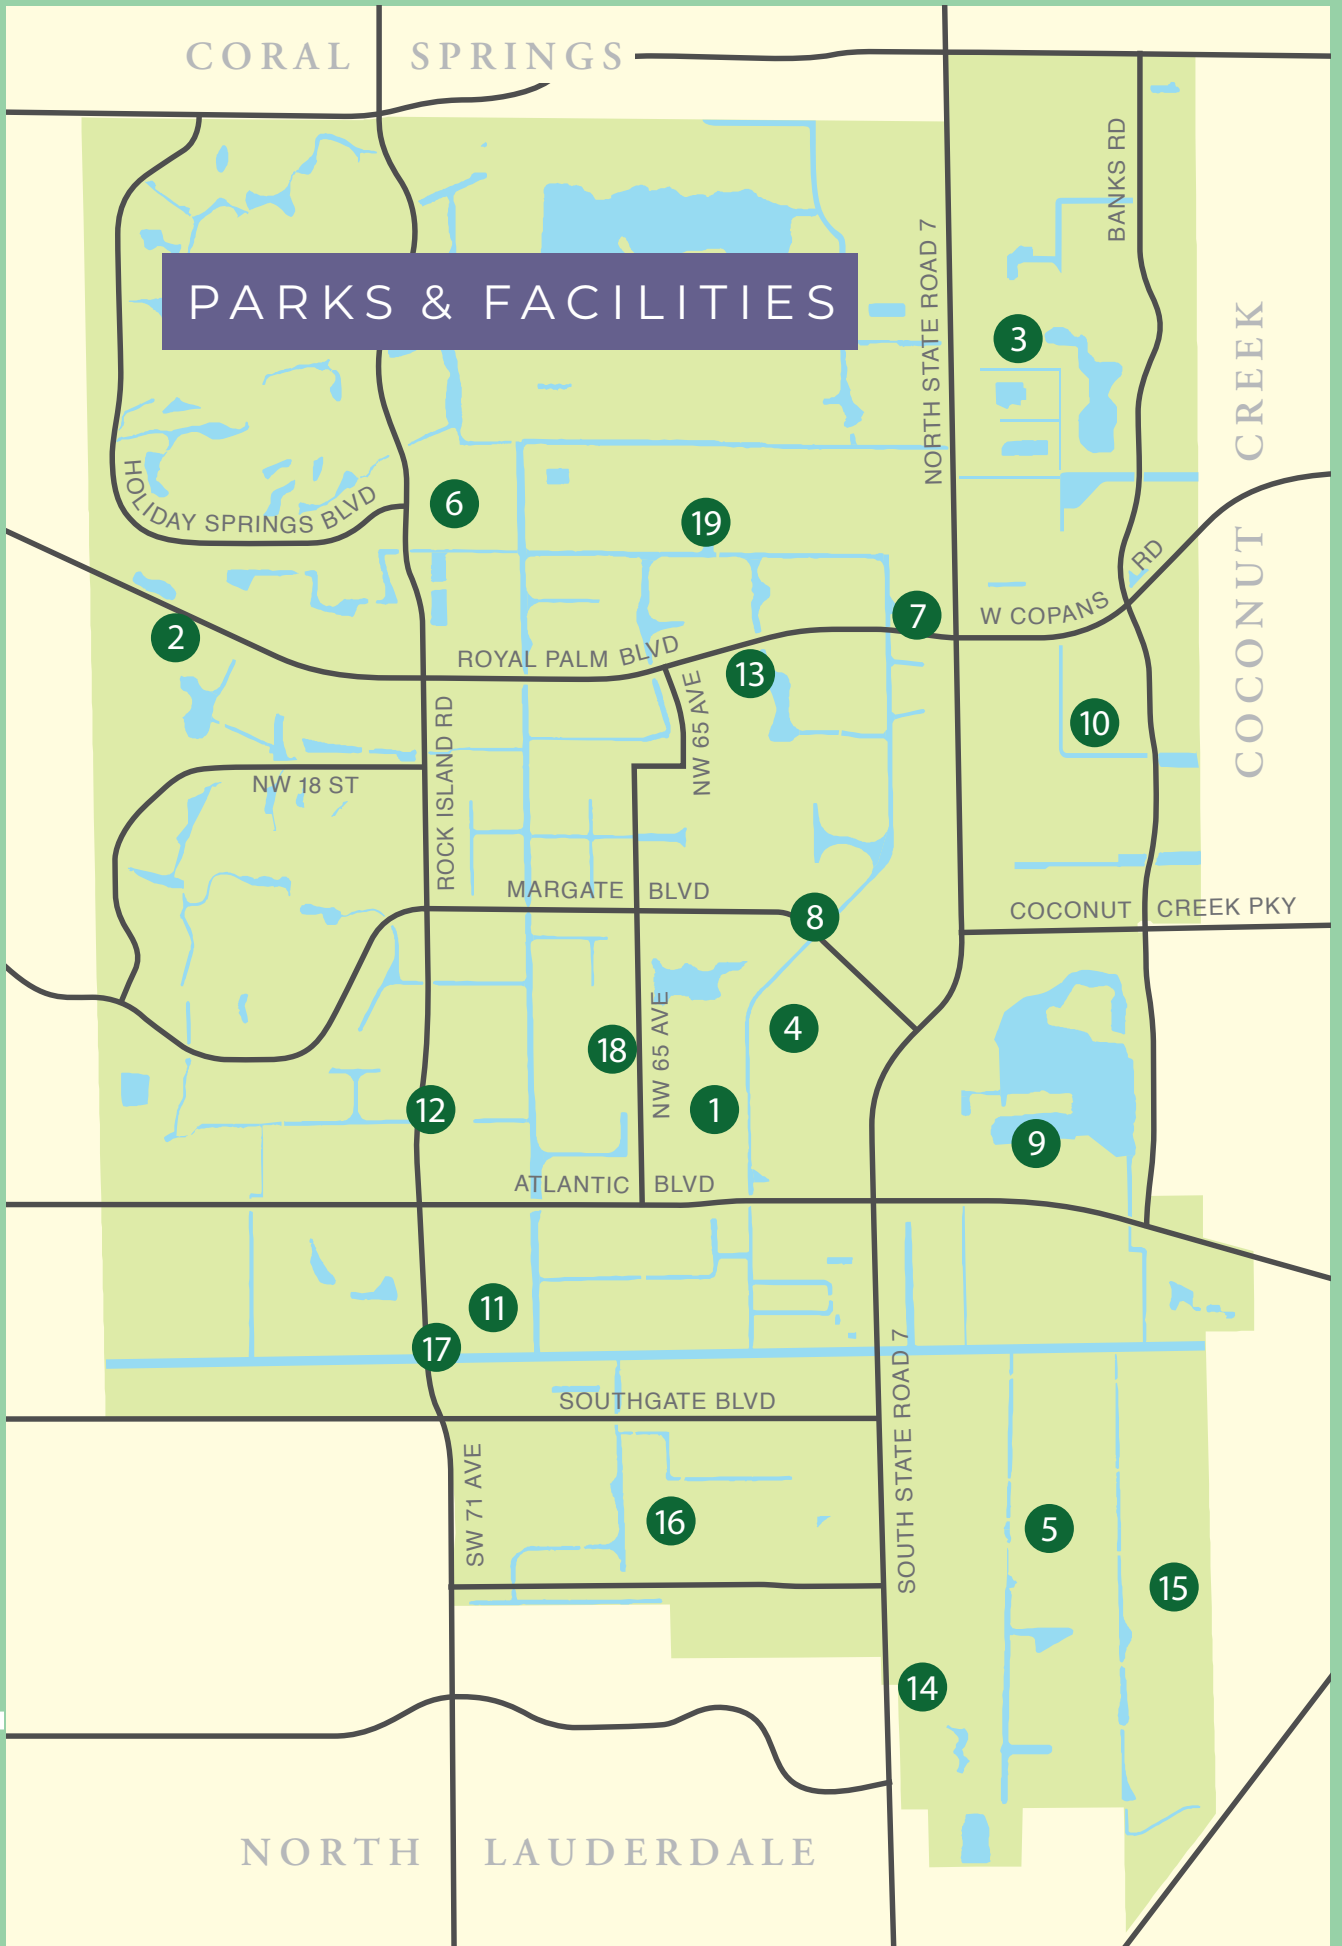 CORAL SPRINGS
BANKS RD
PARKS & FACILITIES
NORTH STATE ROAD 7
3
COCONUT CREEK
HOLIDAY SPRINGS BLVD
6
19
2
7
W COPANS RD
ROYAL PALM BLVD
13
NW 65 AVE
10
ROCK ISLAND RD
NW 18 ST
MARGATE BLVD
8
COCONUT CREEK PKY
4
18
NW 65 AVE
12
1
9
ATLANTIC BLVD
11
17
SOUTHGATE BLVD
SOUTH STATE ROAD 7
SW 71 AVE
16
5
15
14
NORTH LAUDERDALE